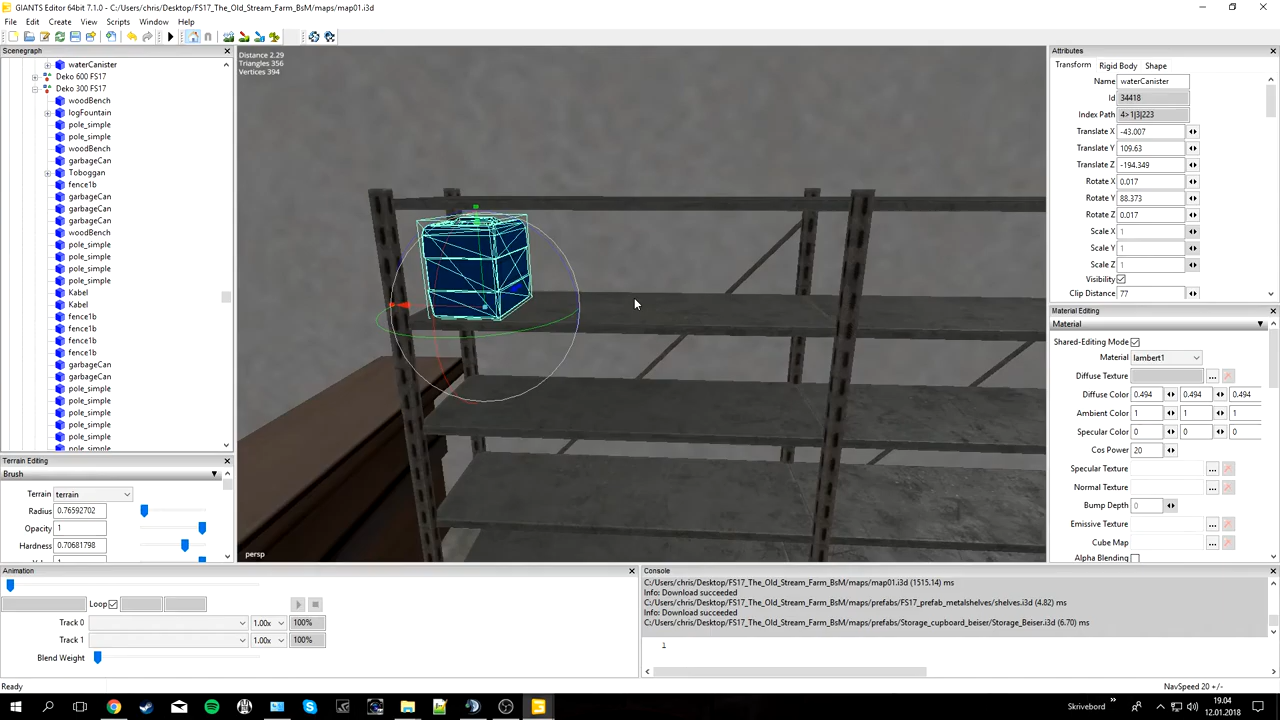 GIANTS Editor 64bit 7.1.0 - C:/Users/chris/Desktop/FS17_The_Old_Stream_Farm_BsM/maps/map01.i3d
File Edit Create View Scripts Window Help
Scenegraph
waterCanister
Deko 600 FS17
Deko 300 FS17
woodBench
logFountain
pole_simple
pole_simple
woodBench
garbageCan
Toboggan
fence1b
garbageCan
garbageCan
garbageCan
woodBench
pole_simple
pole_simple
pole_simple
pole_simple
Kabel
Kabel
fence1b
fence1b
fence1b
fence1b
garbageCan
garbageCan
pole_simple
pole_simple
pole_simple
pole_simple
pole_simple
pole_simple
Distance 2.29
Triangles 356
Vertices 394
persp
Attributes
Transform Rigid Body Shape
Name waterCanister
Id 34418
Index Path 4>1|3|223
Translate X -43.007
Translate Y 109.63
Translate Z -194.349
Rotate X 0.017
Rotate Y 88.373
Rotate Z 0.017
Scale X 1
Scale Y 1
Scale Z 1
Visibility
Clip Distance 77
Material Editing
Material
Shared-Editing Mode
Material lambert1
Diffuse Texture ...
Diffuse Color 0.494 0.494 0.494
Ambient Color 1 1 1
Specular Color 0 0 0
Cos Power 20
Specular Texture ...
Normal Texture ...
Bump Depth 0
Emissive Texture ...
Cube Map ...
Alpha Blending
Terrain Editing
Brush
Terrain terrain
Radius 0.76592702
Opacity 1
Hardness 0.70681798
Animation
Loop
Track 0 1.00x 100%
Track 1 1.00x 100%
Blend Weight
Console
C:/Users/chris/Desktop/FS17_The_Old_Stream_Farm_BsM/maps/map01.i3d (1515.14) ms
Info: Download succeeded
C:/Users/chris/Desktop/FS17_The_Old_Stream_Farm_BsM/maps/prefabs/FS17_prefab_metalshelves/shelves.i3d (4.82) ms
Info: Download succeeded
C:/Users/chris/Desktop/FS17_The_Old_Stream_Farm_BsM/maps/prefabs/Storage_cupboard_beiser/Storage_Beiser.i3d (6.70) ms
1
Ready
NavSpeed 20 +/-
Skrivebord
19.04
12.01.2018